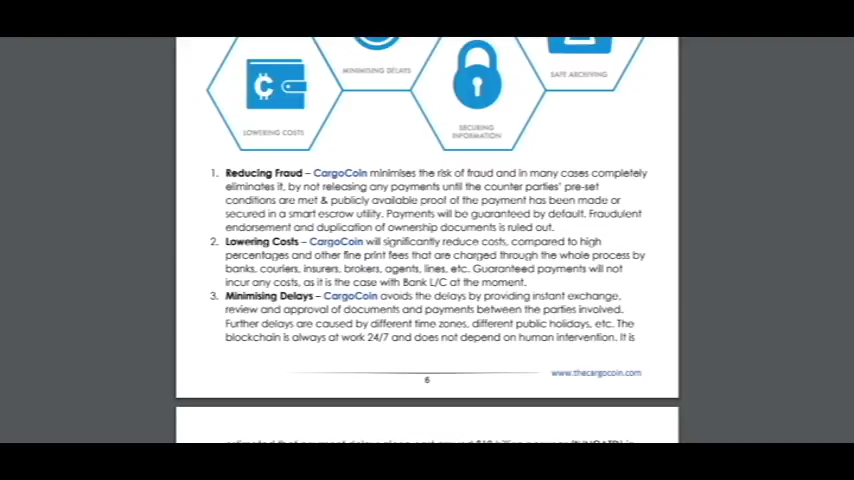 MINIMISING DELAYS
SAFE ARCHIVING
LOWERING COSTS
SECURING
INFORMATION
1. Reducing Fraud – CargoCoin minimises the risk of fraud and in many cases completely
eliminates it, by not releasing any payments until the counter parties' pre-set
conditions are met & publicly available proof of the payment has been made or
secured in a smart escrow utility. Payments will be guaranteed by default. Fraudulent
endorsement and duplication of ownership documents is ruled out.
2. Lowering Costs – CargoCoin will significantly reduce costs, compared to high
percentages and other fine print fees that are charged through the whole process by
banks, couriers, insurers, brokers, agents, lines, etc. Guaranteed payments will not
incur any costs, as it is the case with Bank L/C at the moment.
3. Minimising Delays – CargoCoin avoids the delays by providing instant exchange,
review and approval of documents and payments between the parties involved.
Further delays are caused by different time zones, different public holidays, etc. The
blockchain is always at work 24/7 and does not depend on human intervention. It is
www.thecargocoin.com
6